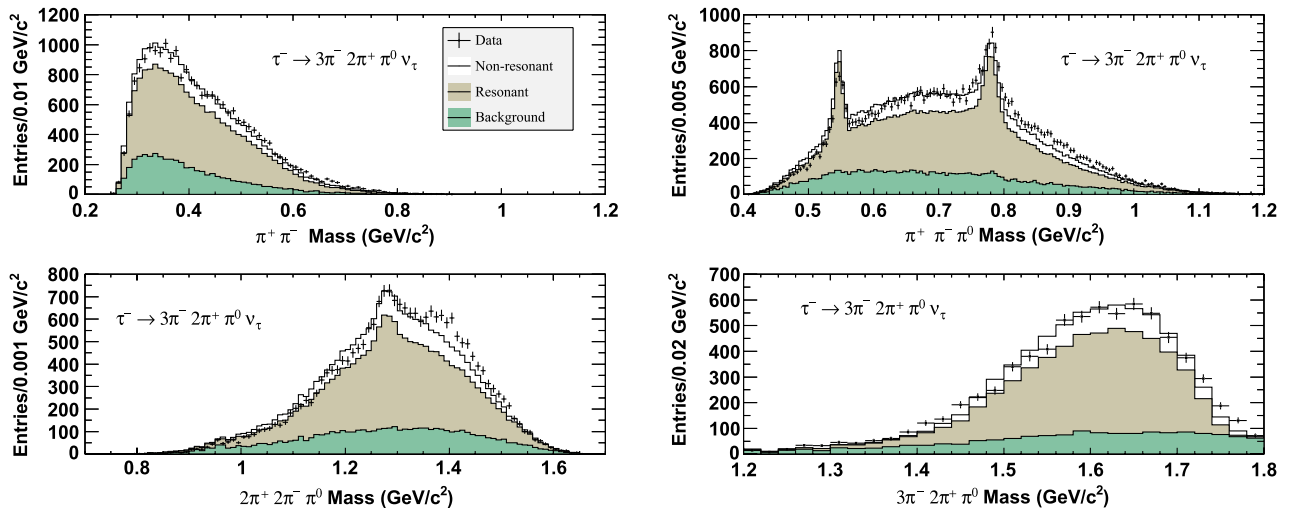 Entries/0.01 GeV/c²
1000
800
600
400
200
0
0.2 0.4 0.6 0.8 1 1.2
π⁺ π⁻ Mass (GeV/c²)
τ⁻ → 3π⁻ 2π⁺ π⁰ ντ
Data
Non-resonant
Resonant
Background
Entries/0.005 GeV/c²
1000
800
600
400
200
0
0.4 0.5 0.6 0.7 0.8 0.9 1 1.1 1.2
π⁺ π⁻ π⁰ Mass (GeV/c²)
τ⁻ → 3π⁻ 2π⁺ π⁰ ντ
Entries/0.001 GeV/c²
800
700
600
500
400
300
200
100
0
0.8 1 1.2 1.4 1.6
2π⁺ 2π⁻ π⁰ Mass (GeV/c²)
τ⁻ → 3π⁻ 2π⁺ π⁰ ντ
Entries/0.02 GeV/c²
700
600
500
400
300
200
100
0
1.2 1.3 1.4 1.5 1.6 1.7 1.8
3π⁻ 2π⁺ π⁰ Mass (GeV/c²)
τ⁻ → 3π⁻ 2π⁺ π⁰ ντ